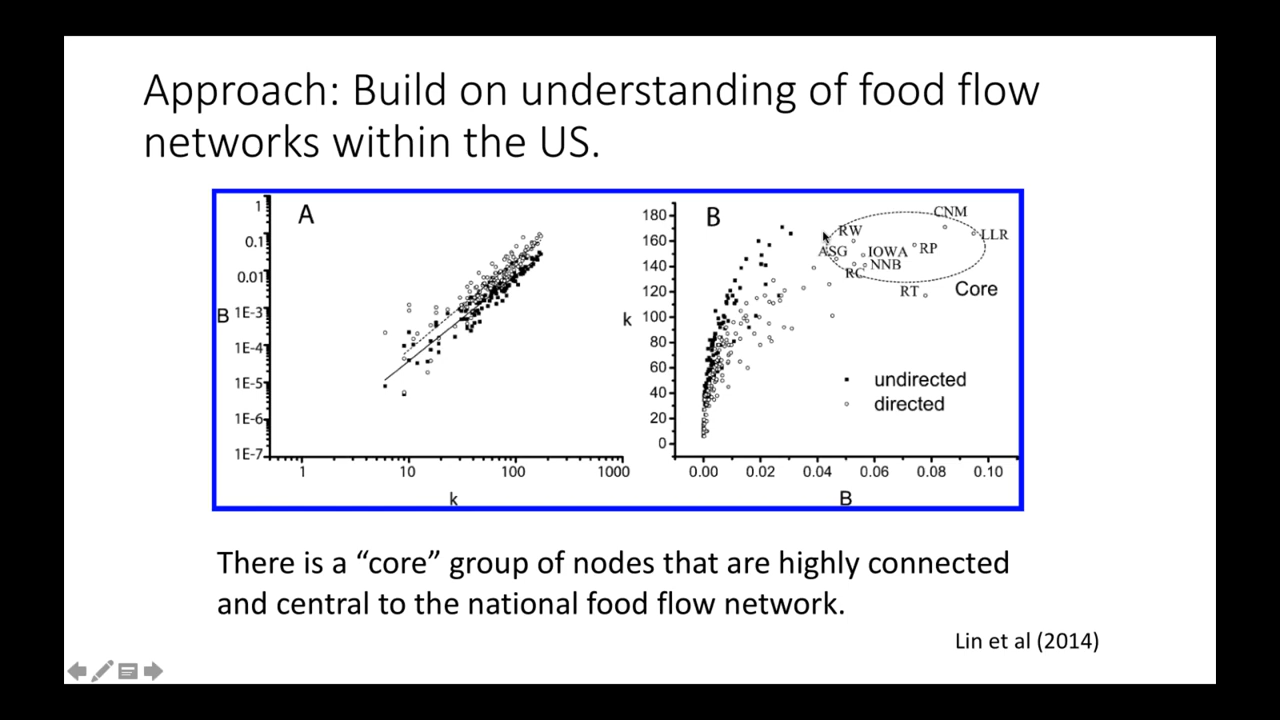 Approach: Build on understanding of food flow
networks within the US.
A
1
0.1
0.01
B
1E-3
1E-4
1E-5
1E-6
1E-7
1
10
100
1000
k
B
180
160
140
120
100
80
60
40
20
0
k
CNM
RW
LLR
ASG
IOWA
RP
RC
NNB
RT
Core
undirected
directed
0.00
0.02
0.04
0.06
0.08
0.10
B
There is a “core” group of nodes that are highly connected
and central to the national food flow network.
Lin et al (2014)